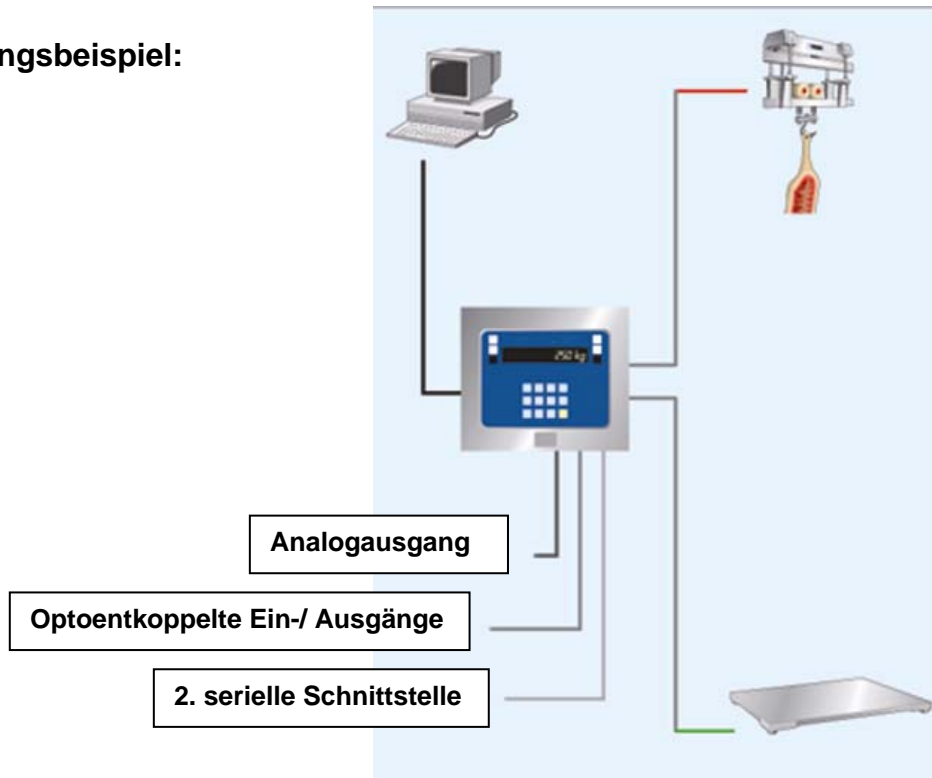 ngsbeispiel:
250 kg
Analogausgang
Optoentkoppelte Ein-/ Ausgänge
2. serielle Schnittstelle